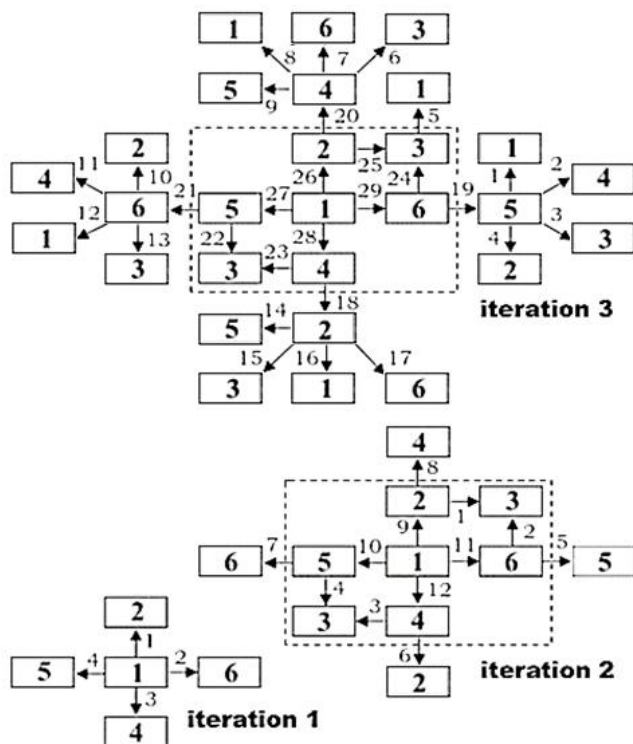 1 6 3
8 7 6
5 4 1
9 20 5
2 2 3 1
11 10 26 25 24 19 1 2 4
4 6 21 5 27 1 29 6 5
12 1 13 22 28 4 3 3
3 3 23 4 2
18 iteration 3
14
5 2
15 16 17
3 1 6
4
8
2 1 3
9 2
6 7 5 10 1 11 6 5 5
4 12
2 3 3 4
1 6
5 4 1 2 6 2 iteration 2
3
4 iteration 1